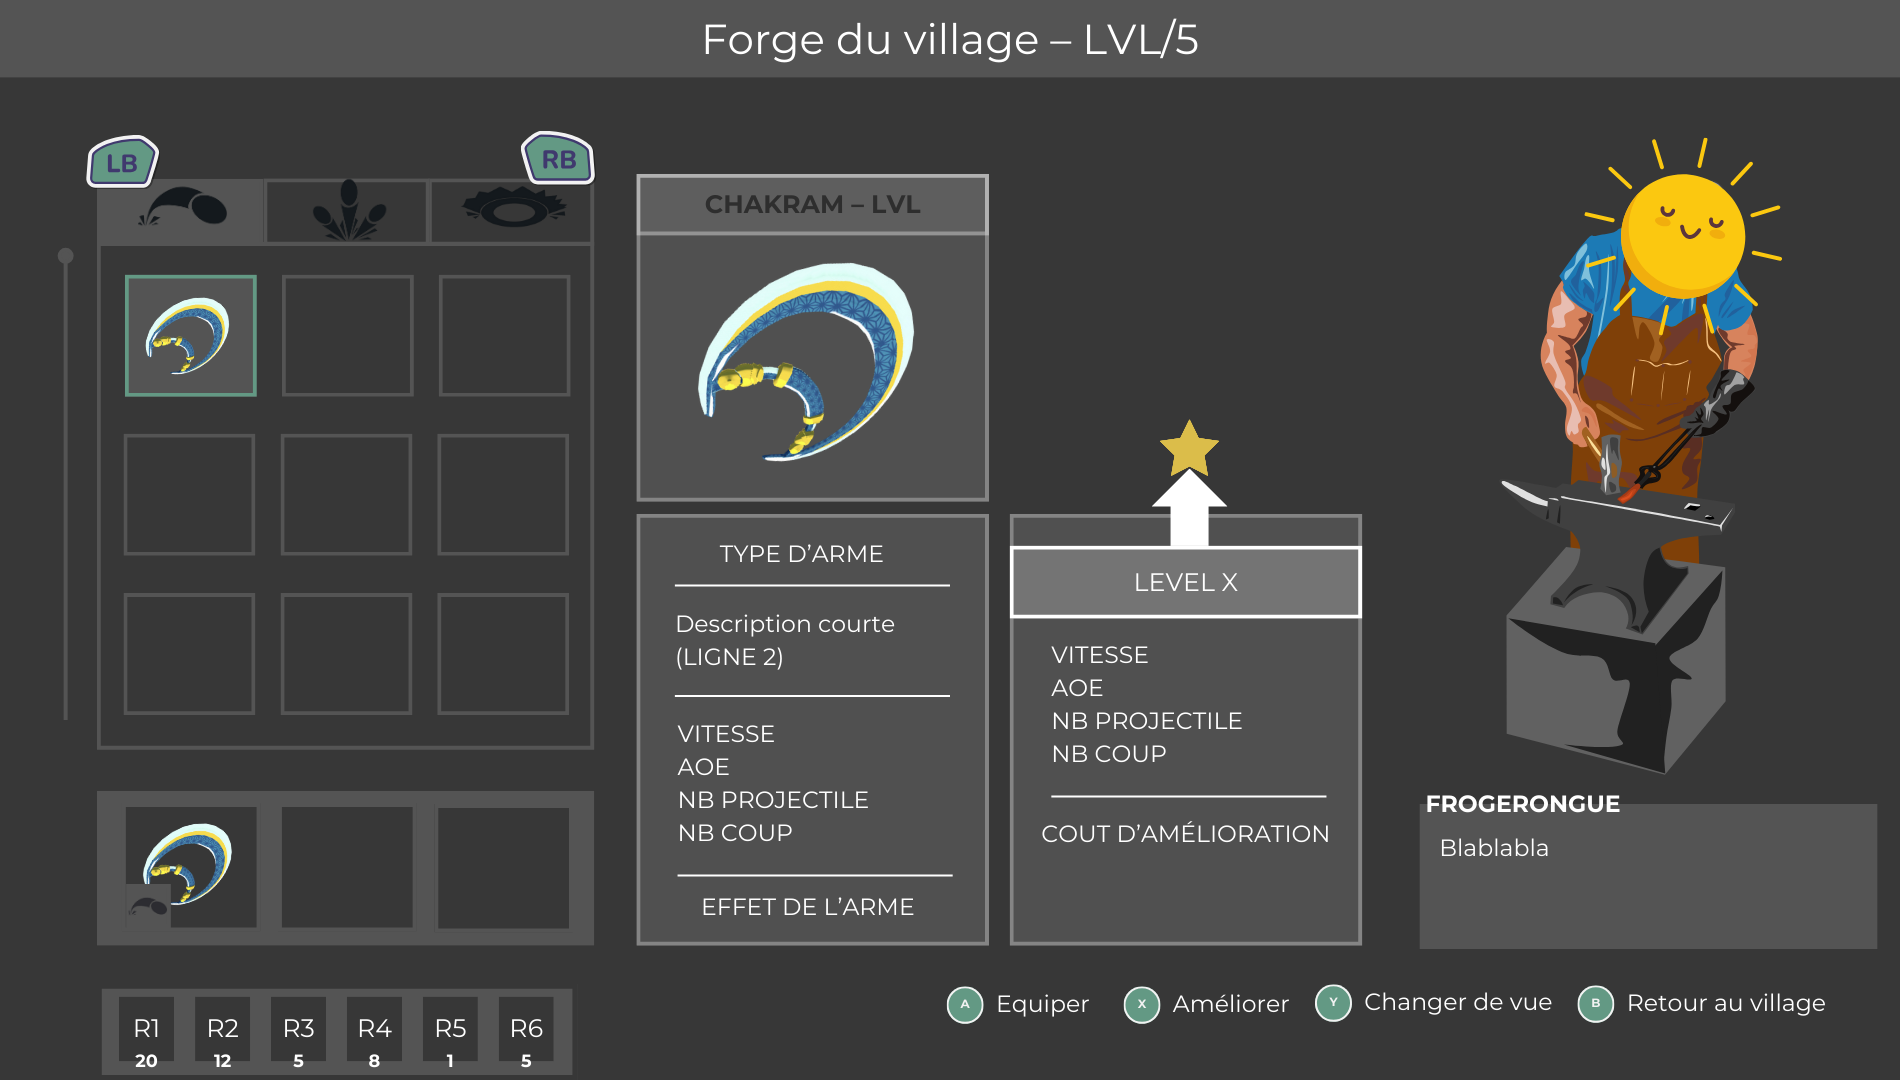 Forge du village – LVL/5
LB
RB
CHAKRAM – LVL
TYPE D’ARME
Description courte
(LIGNE 2)
VITESSE
AOE
NB PROJECTILE
NB COUP
EFFET DE L’ARME
LEVEL X
VITESSE
AOE
NB PROJECTILE
NB COUP
COUT D’AMÉLIORATION
FROGERONGUE
Blablabla
R1 R2 R3 R4 R5 R6
20 12 5 8 1 5
A Equiper X Améliorer Y Changer de vue B Retour au village